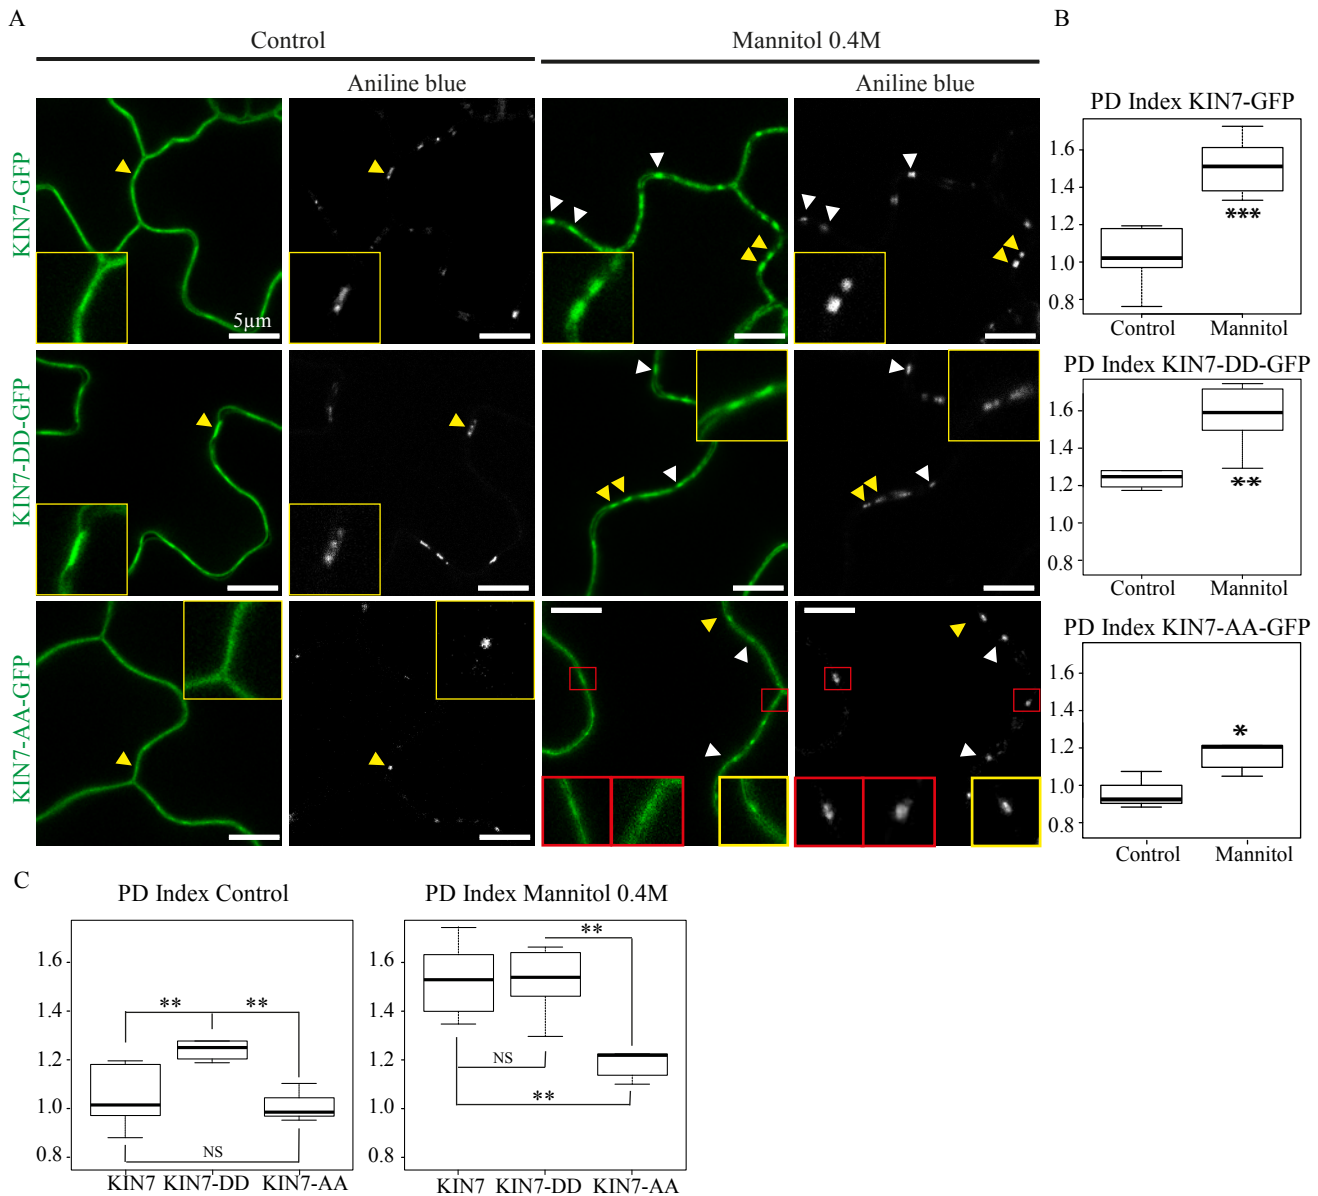 A
B
Control
Mannitol 0.4M
Aniline blue
Aniline blue
KIN7-GFP
5µm
KIN7-DD-GFP
KIN7-AA-GFP
PD Index KIN7-GFP
1.6
1.4
1.2
1.0
0.8
***
Control
Mannitol
PD Index KIN7-DD-GFP
1.6
1.4
1.2
1.0
0.8
**
Control
Mannitol
PD Index KIN7-AA-GFP
1.6
1.4
1.2
1.0
0.8
*
Control
Mannitol
C
PD Index Control
1.6
1.4
1.2
1.0
0.8
**
**
NS
KIN7
KIN7-DD
KIN7-AA
PD Index Mannitol 0.4M
1.6
1.4
1.2
1.0
0.8
**
NS
**
KIN7
KIN7-DD
KIN7-AA